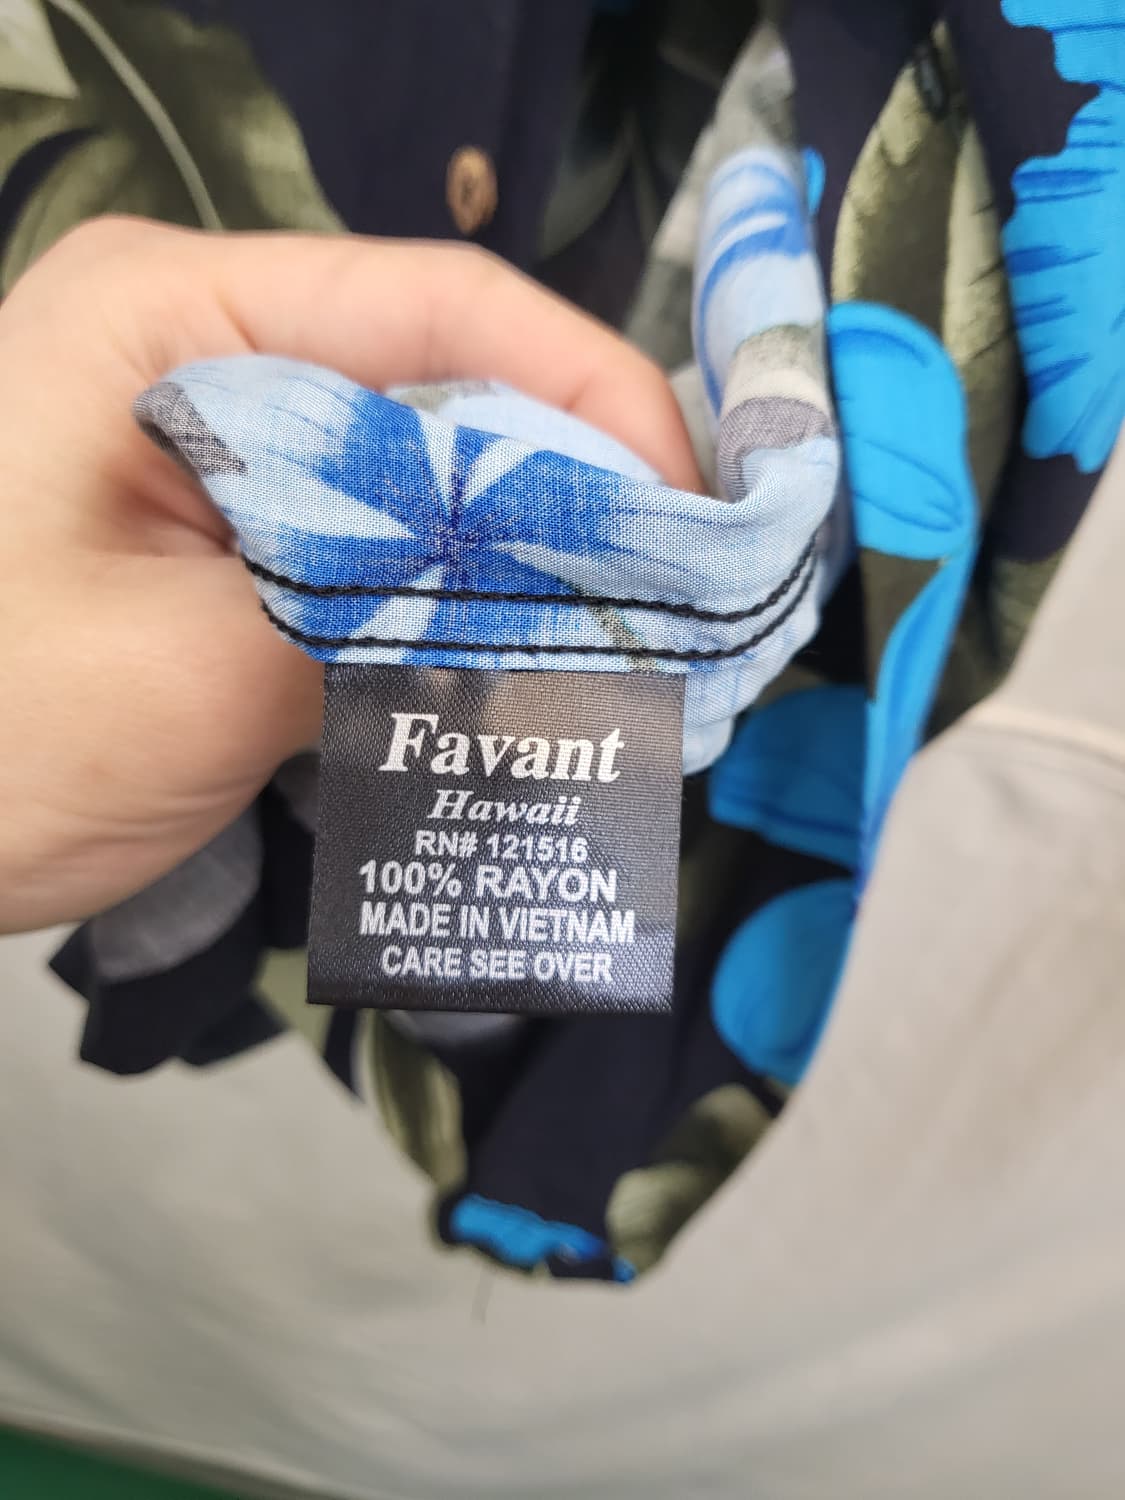 Favant
Hawaii
RN# 121516
100% RAYON
MADE IN VIETNAM
CARE SEE OVER